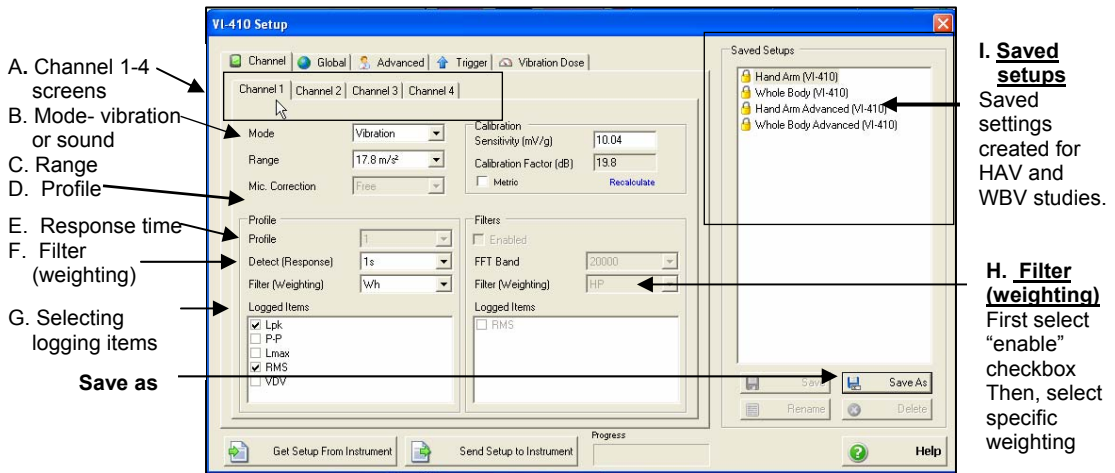 A. Channel 1-4
screens
B. Mode- vibration
or sound
C. Range
D. Profile
E. Response time
F. Filter
(weighting)
G. Selecting
logging items
Save as
VI-410 Setup
Channel Global Advanced Trigger Vibration Dose
Channel 1 Channel 2 Channel 3 Channel 4
Mode Vibration
Range 17.8 m/s²
Mic. Correction Free
Calibration
Sensitivity (mV/g) 10.04
Calibration Factor (dB) 19.8
Metric Recalculate
Profile
Profile 1
Detect (Response) 1s
Filter (Weighting) Wh
Logged Items
Lpk
P-P
Lmax
RMS
VDV
Filters
Enabled
FFT Band 20000
Filter (Weighting) HP
Logged Items
RMS
Saved Setups
Hand Arm (VI-410)
Whole Body (VI-410)
Hand Arm Advanced (VI-410)
Whole Body Advanced (VI-410)
Save Save As
Rename Delete
Get Setup From Instrument Send Setup to Instrument
Progress
Help
I. Saved
setups
Saved
settings
created for
HAV and
WBV studies.
H. Filter
(weighting)
First select
“enable”
checkbox
Then, select
specific
weighting